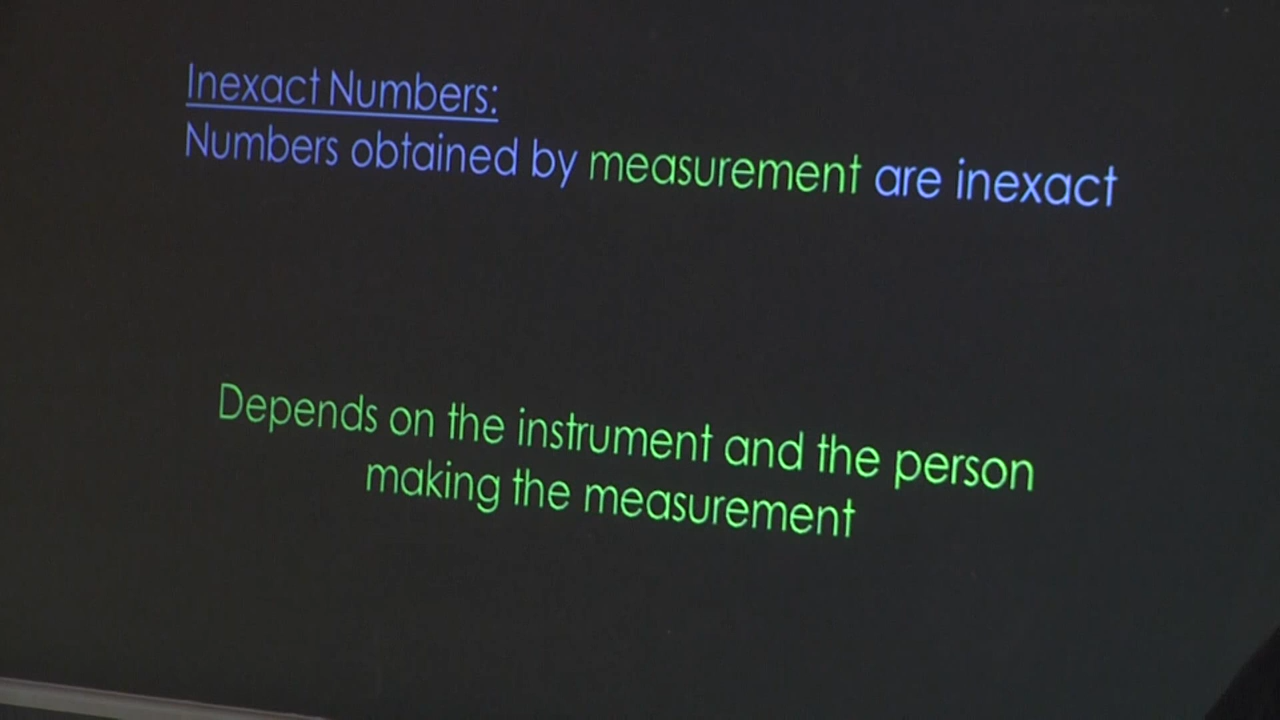 Inexact Numbers:
Numbers obtained by measurement are inexact
Depends on the instrument and the person
making the measurement